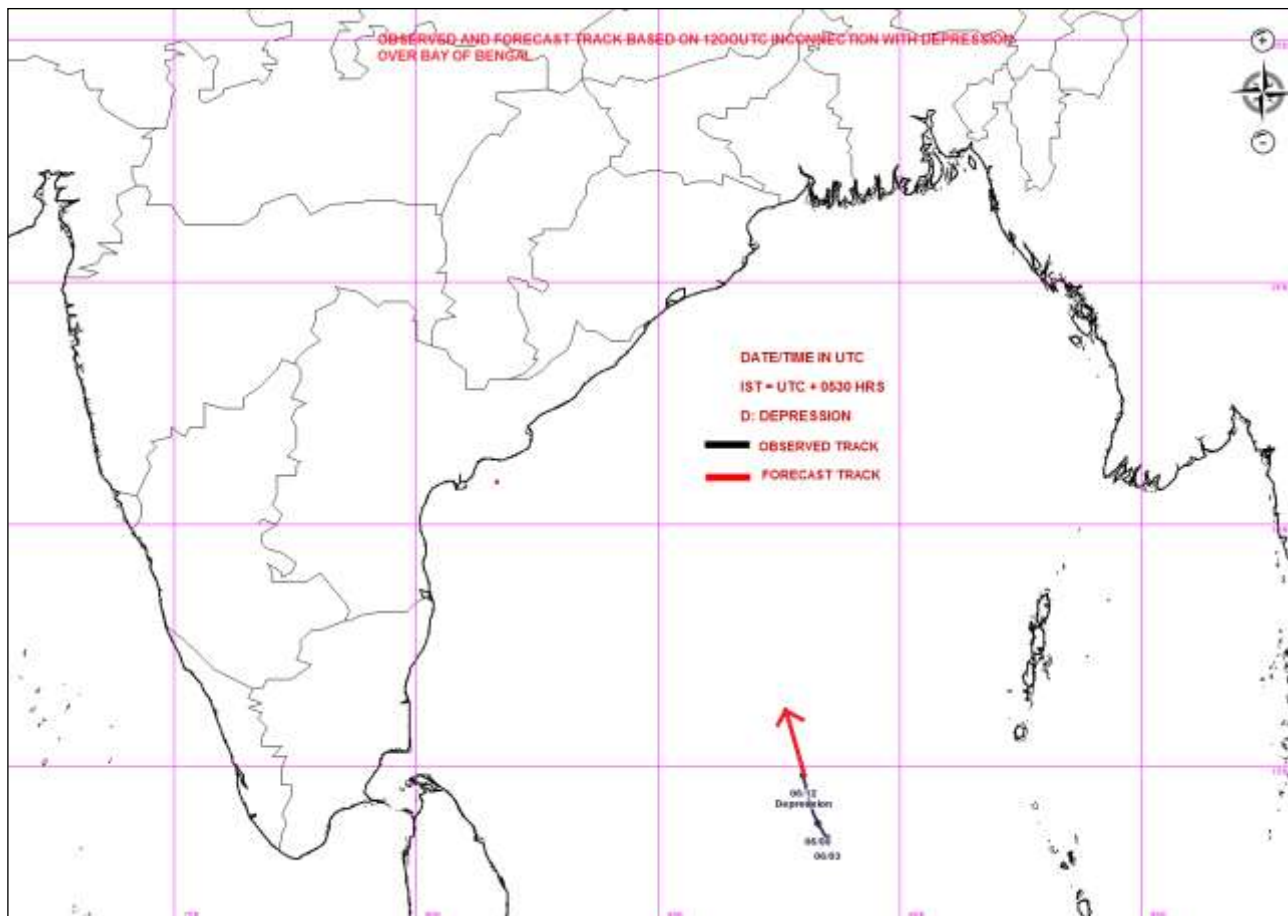 OBSERVED AND FORECAST TRACK BASED ON 1200UTC INCONNECTION WITH DEPRESSION
OVER BAY OF BENGAL
DATE/TIME IN UTC
IST = UTC + 0530 HRS
D: DEPRESSION
OBSERVED TRACK
FORECAST TRACK
06/12
Depression
06/03